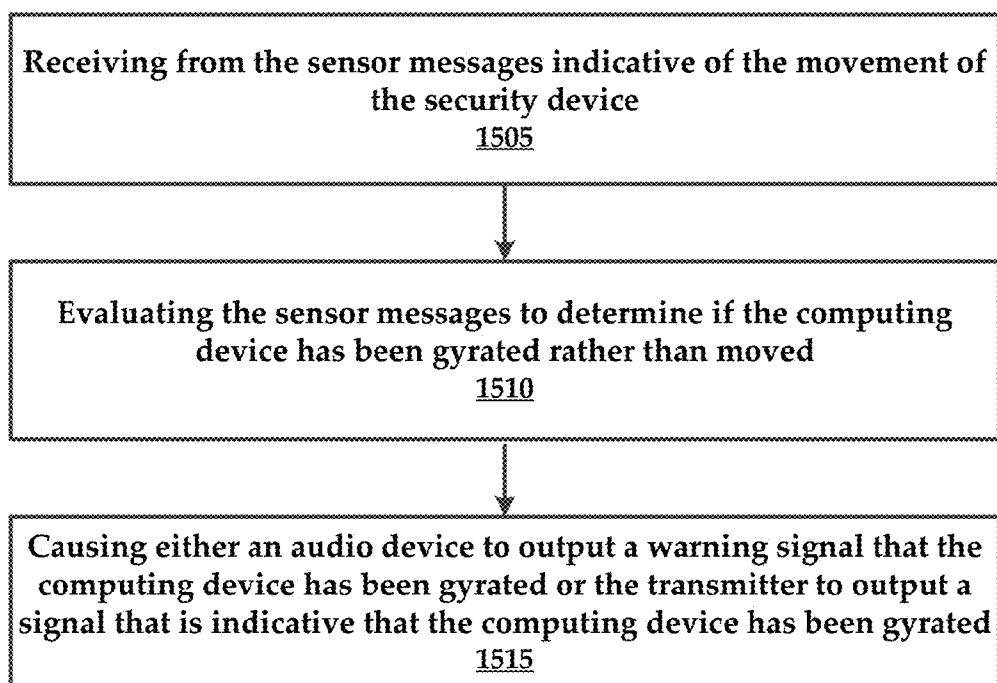 Receiving from the sensor messages indicative of the movement of
the security device
1505
Evaluating the sensor messages to determine if the computing
device has been gyrated rather than moved
1510
Causing either an audio device to output a warning signal that the
computing device has been gyrated or the transmitter to output a
signal that is indicative that the computing device has been gyrated
1515